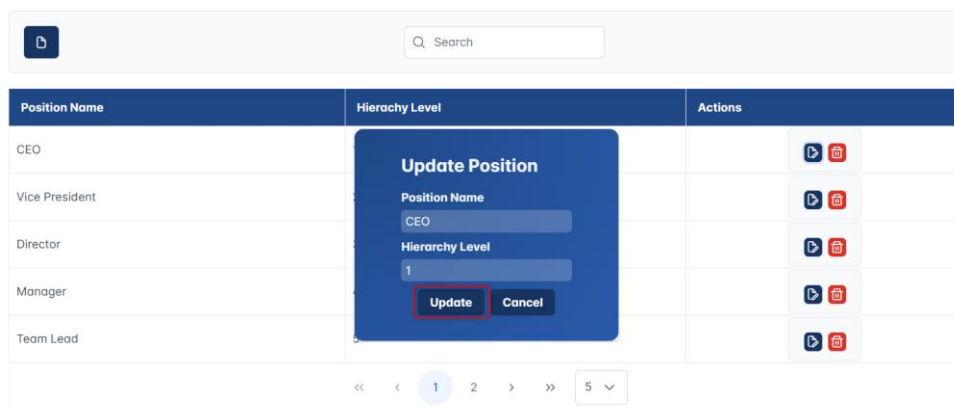 Search
Position Name Hierachy Level Actions
CEO
Update Position
Position Name
CEO
Hierarchy Level
1
Update Cancel
Vice President
Director
Manager
Team Lead 5
« ‹ 1 2 › » 5